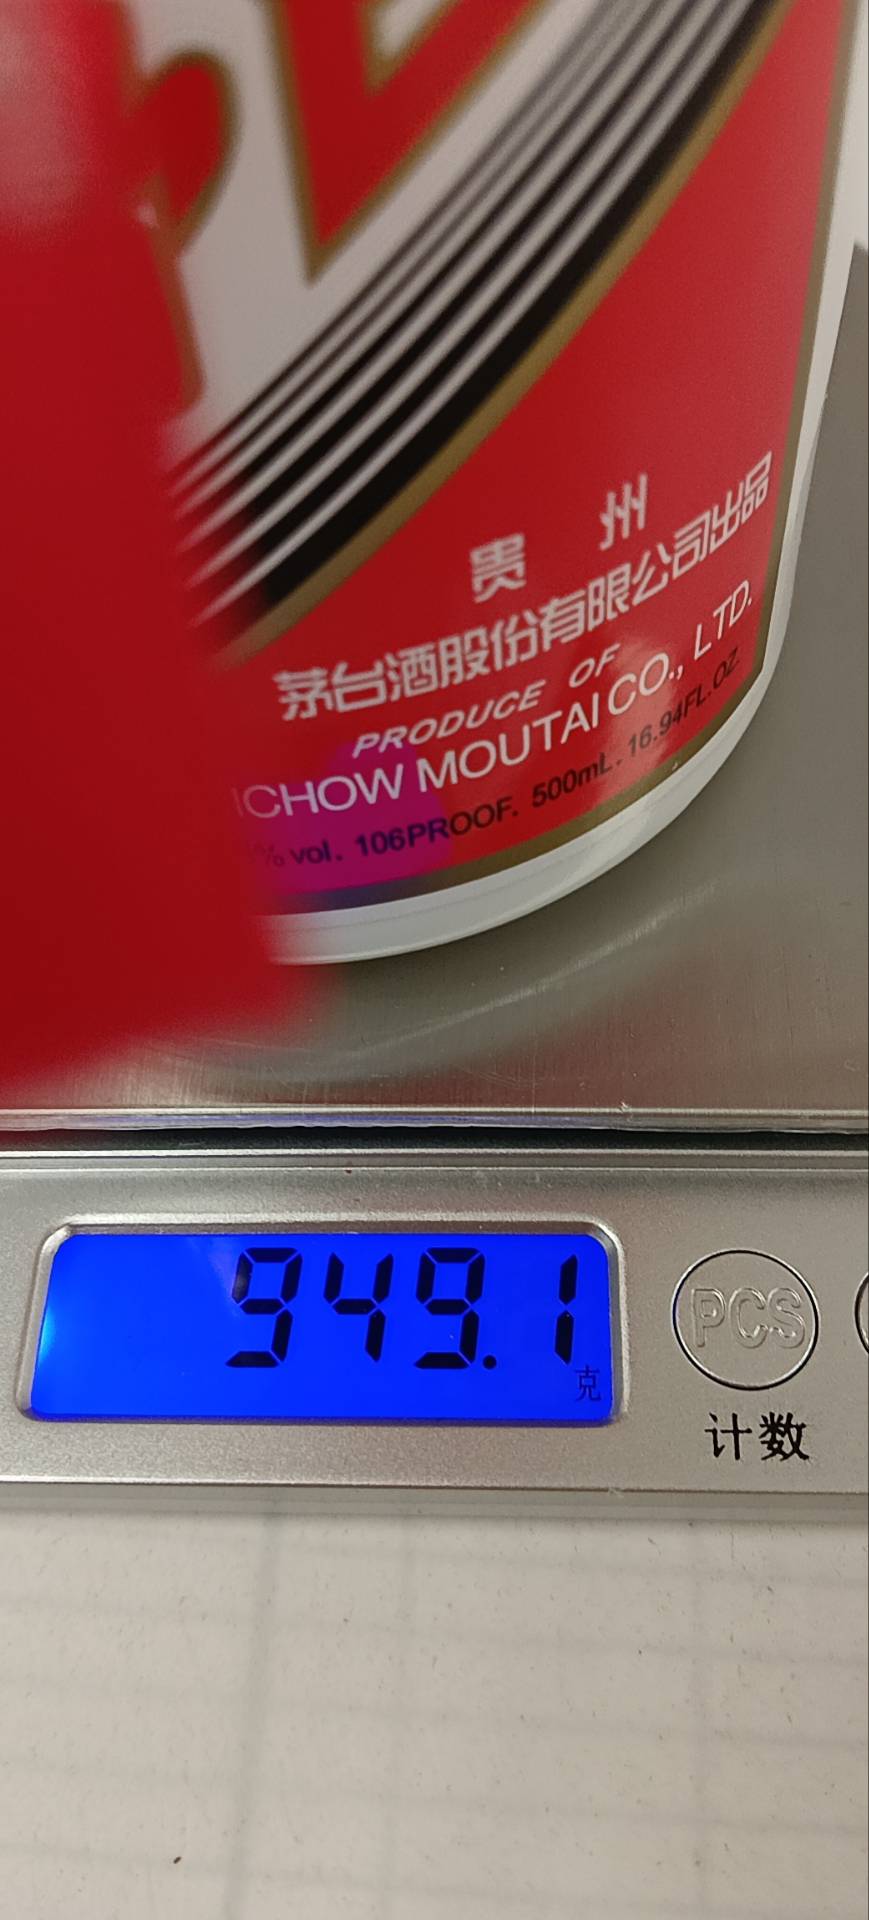 贵 州
茅台酒股份有限公司出品
PRODUCE OF
ICHOW MOUTAI CO., LTD.
% vol. 106PROOF. 500mL. 16.94FL.OZ
949.1
克
PCS
计数